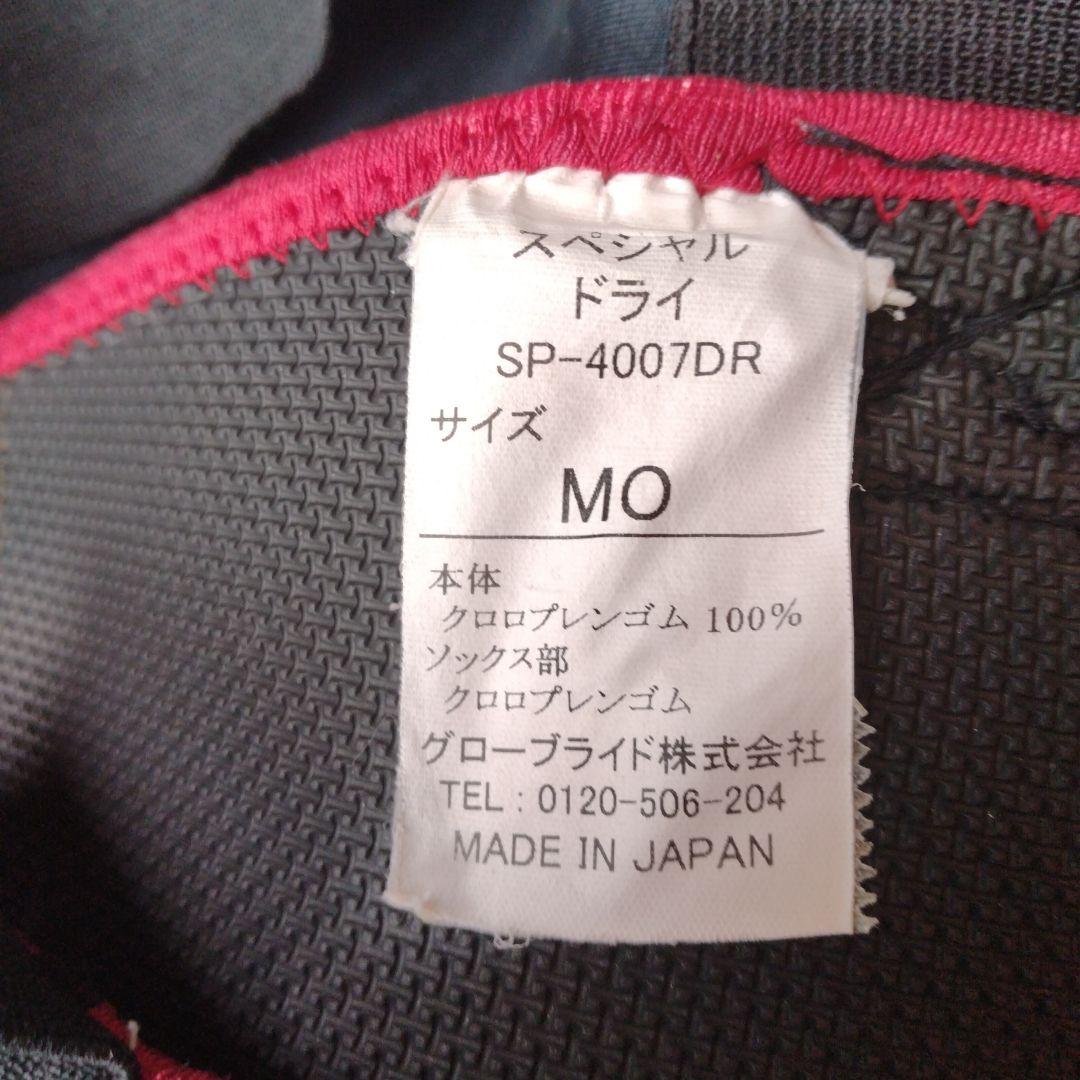 スペシャル
ドライ
SP-4007DR
サイズ
MO
本体
クロロプレンゴム 100%
ソックス部
クロロプレンゴム
グローブライド株式会社
TEL : 0120-506-204
MADE IN JAPAN